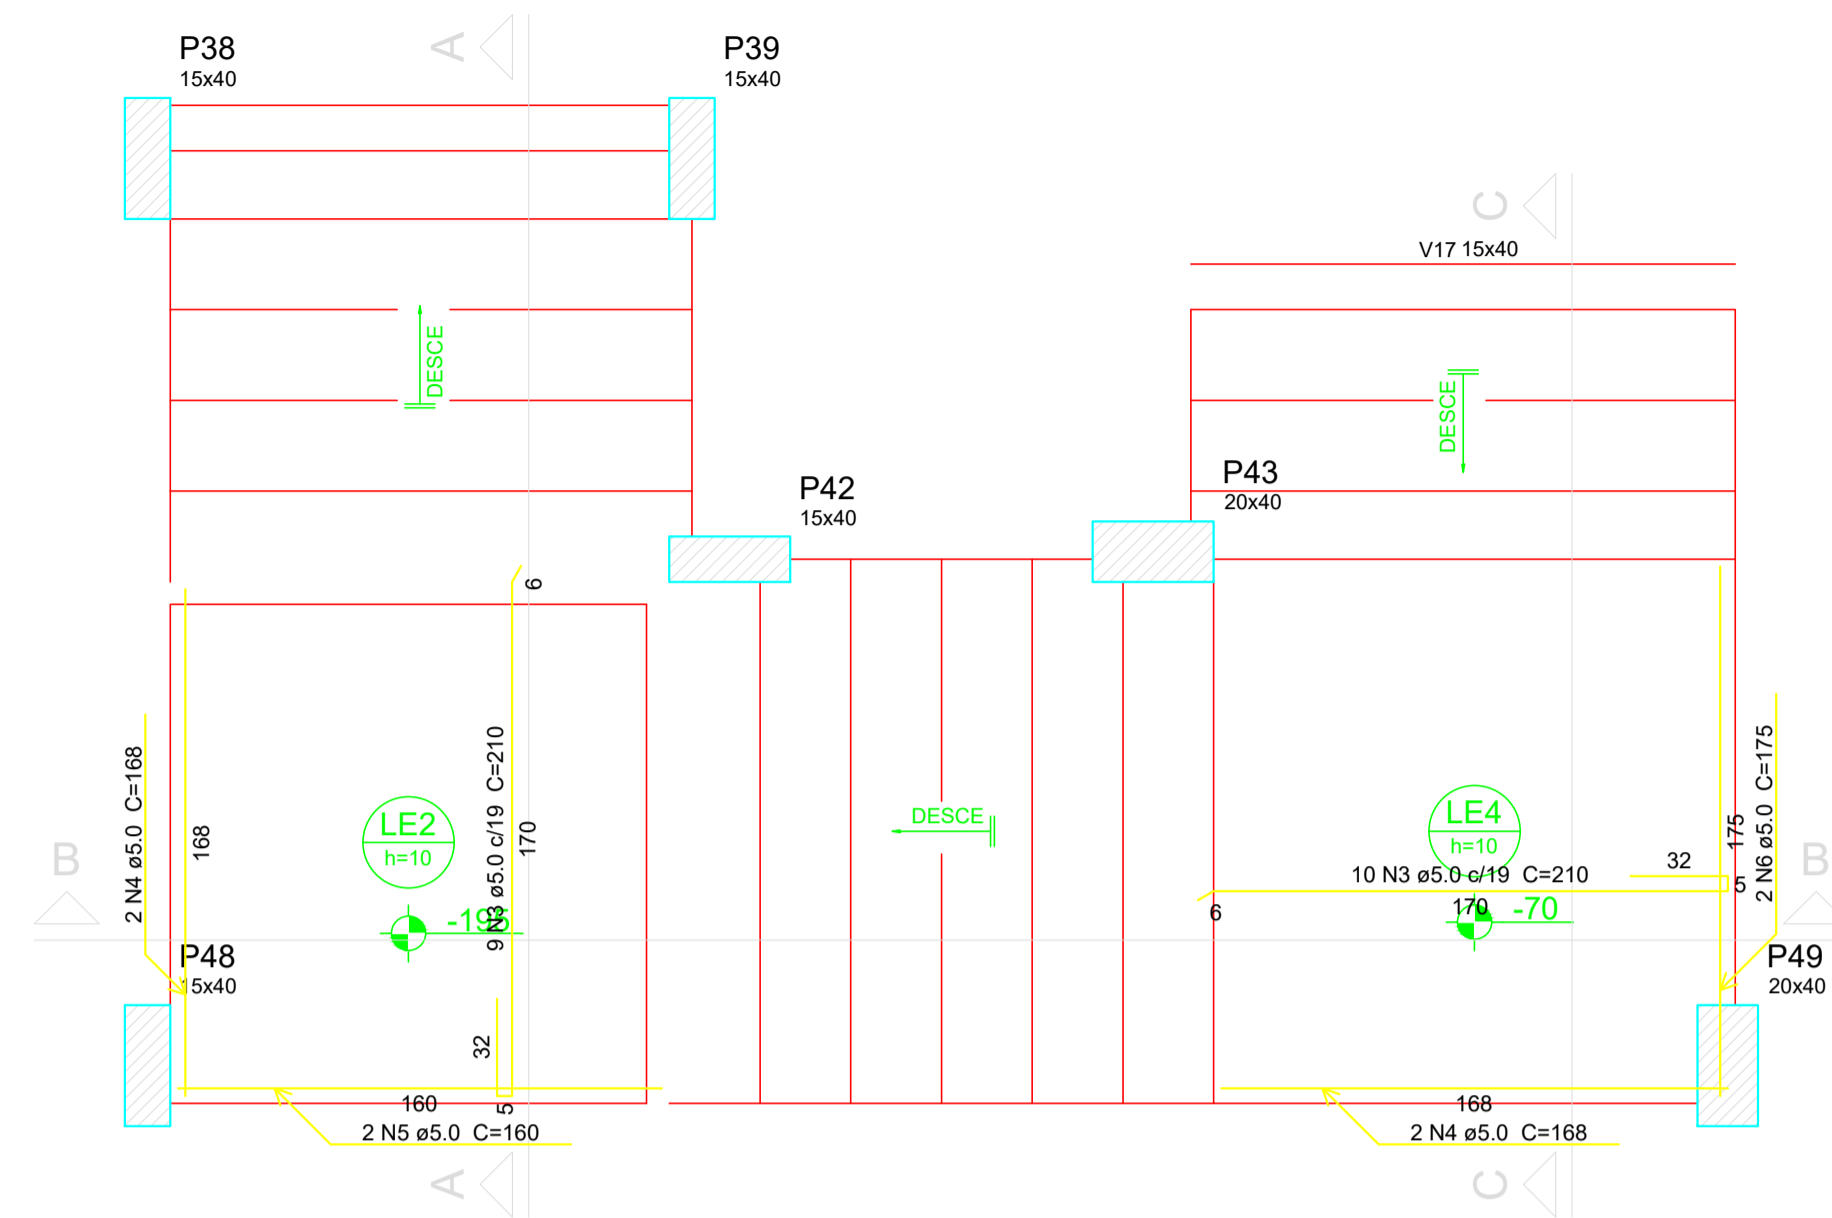 A
P38
15x40
P39
15x40
C
V17 15x40
DESCE
DESCE
P42
15x40
P43
20x40
6
2 N4 ø5.0 C=168
168
LE2
h=10
-195
9 N3 ø5.0 c/19 C=210
170
DESCE
LE4
h=10
10 N3 ø5.0 c/19 C=210
170
-70
6
32
5
175
2 N6 ø5.0 C=175
B
B
P48
15x40
P49
20x40
32
5
160
2 N5 ø5.0 C=160
168
2 N4 ø5.0 C=168
A
C